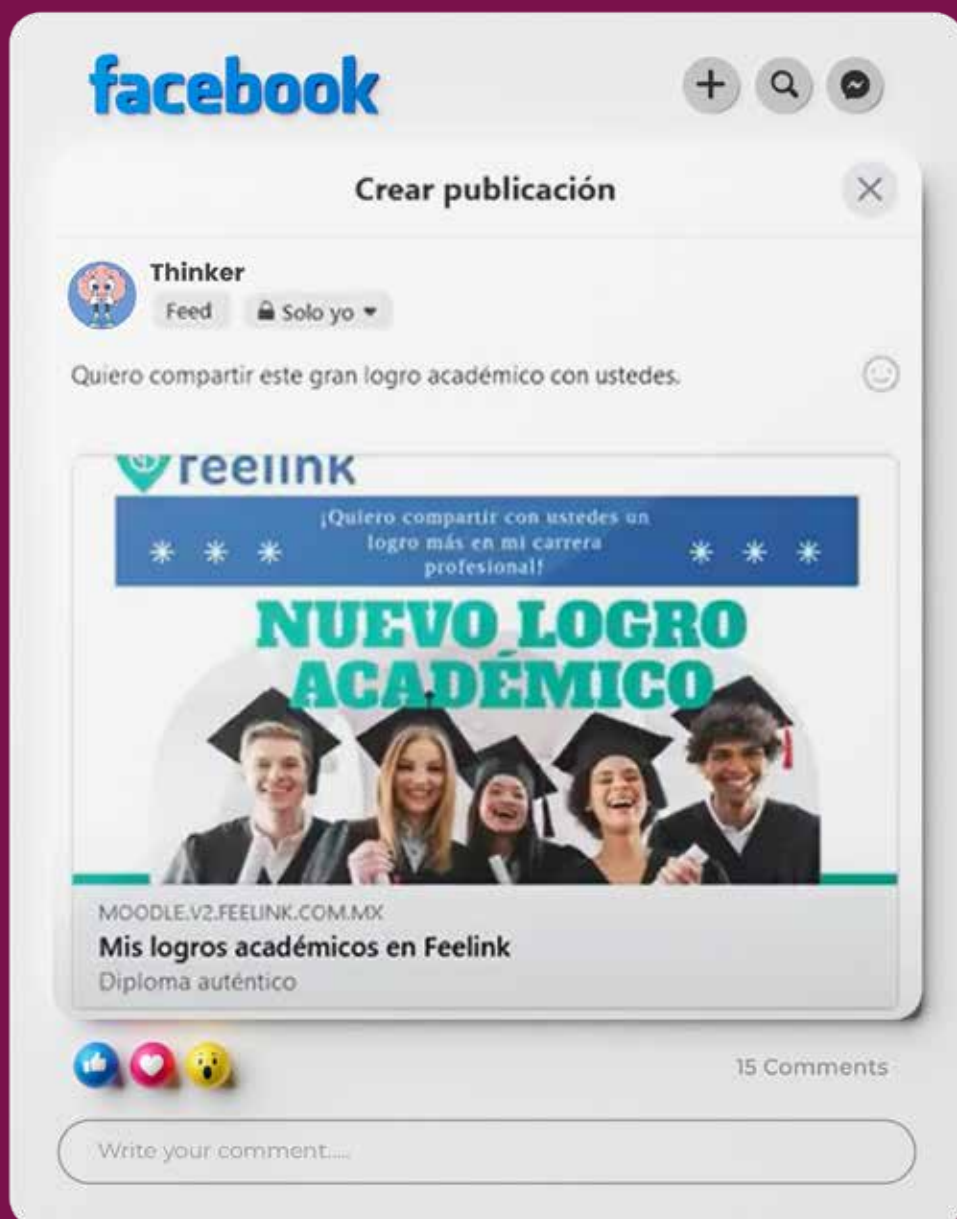 facebook
Crear publicación
Thinker
Feed
Solo yo
Quiero compartir este gran logro académico con ustedes.
feelink
¡Quiero compartir con ustedes un
logro más en mi carrera
profesional!
NUEVO LOGRO
ACADÉMICO
MOODLE.V2.FEELINK.COM.MX
Mis logros académicos en Feelink
Diploma auténtico
15 Comments
Write your comment.....